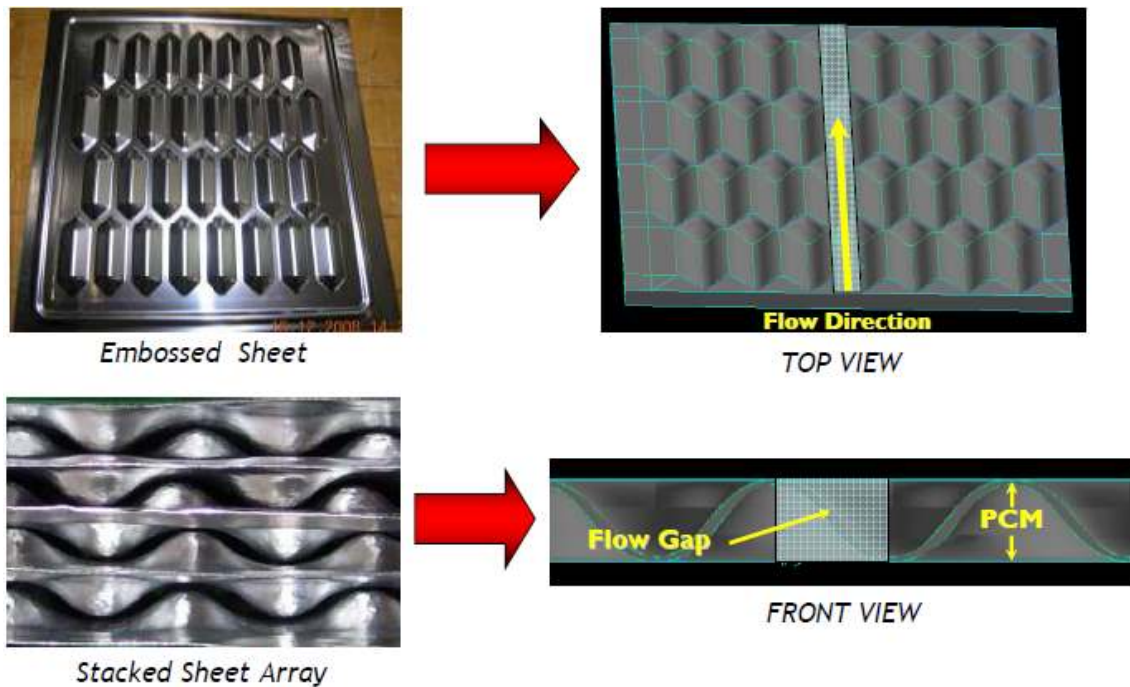 Flow Direction
Embossed Sheet
TOP VIEW
Flow Gap
PCM
FRONT VIEW
Stacked Sheet Array